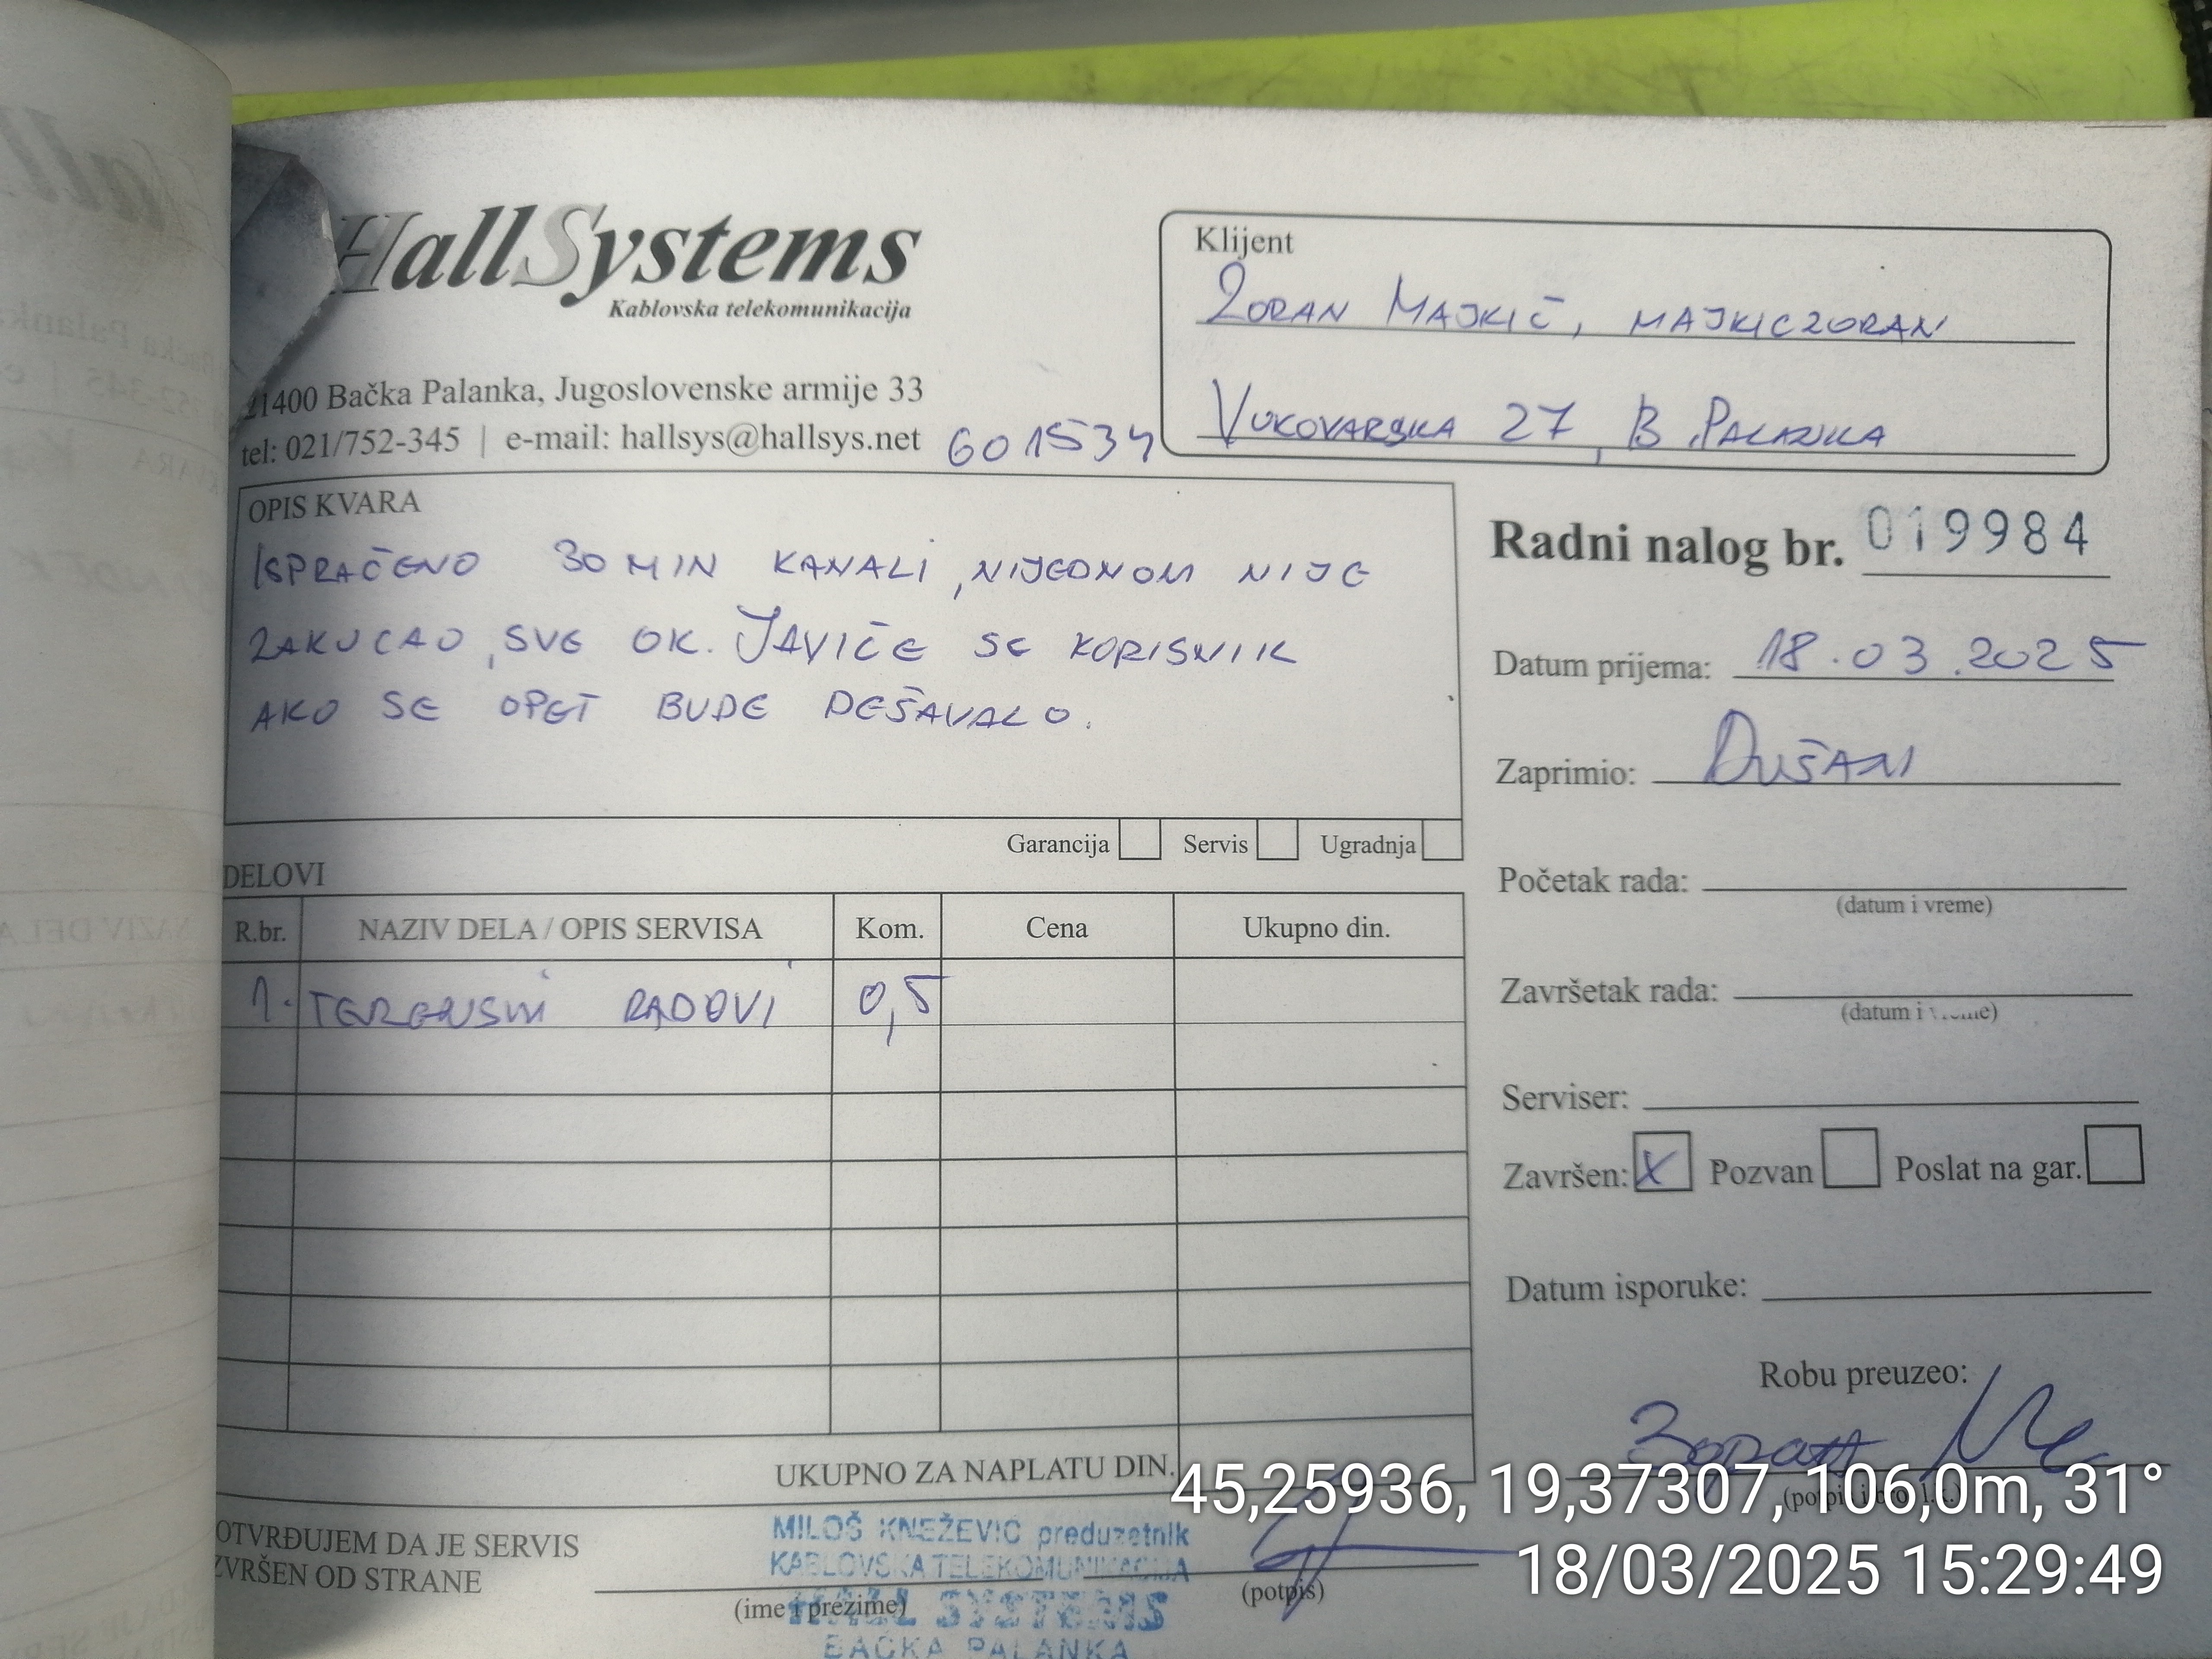 HallSystems
Kablovska telekomunikacija
21400 Bačka Palanka, Jugoslovenske armije 33
tel: 021/752-345 | e-mail: hallsys@hallsys.net
601534
Klijent
ZORAN MAJKIĆ, MAJKICZORAN
VUKOVARSKA 27, B. PALANKA
OPIS KVARA
ISPRAĆENO 30 MIN KANALI, NIJEDNOM NIJE
ZAKUCAO, SVE OK. JAVIĆE SE KORISNIK
AKO SE OPET BUDE DEŠAVALO.
Garancija Servis Ugradnja
DELOVI
R.br. NAZIV DELA / OPIS SERVISA Kom. Cena Ukupno din.
1. TERENSKI RADOVI 0,5
UKUPNO ZA NAPLATU DIN.
Radni nalog br. 019984
Datum prijema: 18.03.2025
Zaprimio: DUŠAN
Početak rada:
(datum i vreme)
Završetak rada:
(datum i vreme)
Serviser:
Završen: X Pozvan Poslat na gar.
Datum isporuke:
Robu preuzeo:
Зоран
OTVRĐUJEM DA JE SERVIS
ZVRŠEN OD STRANE
(ime i prezime)
(potpis)
MILOŠ KNEŽEVIĆ preduzetnik
KABLOVSKA TELEKOMUNIKACIJA
HALL SYSTEMS
BAČKA PALANKA
45,25936, 19,37307, 106,0m, 31°
18/03/2025 15:29:49